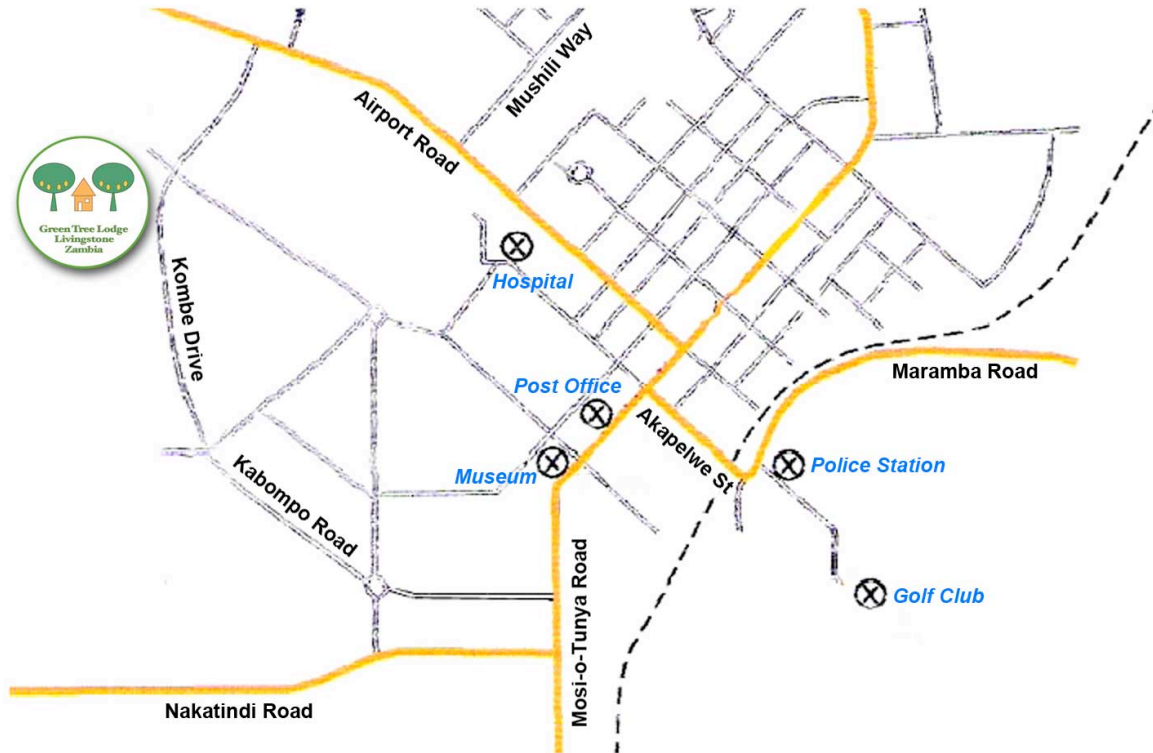 Mushili Way
Airport Road
Green Tree Lodge
Livingstone
Zambia
Hospital
Kombe Drive
Post Office
Maramba Road
Akapelwe St
Museum
Police Station
Kabompo Road
Mosi-o-Tunya Road
Golf Club
Nakatindi Road